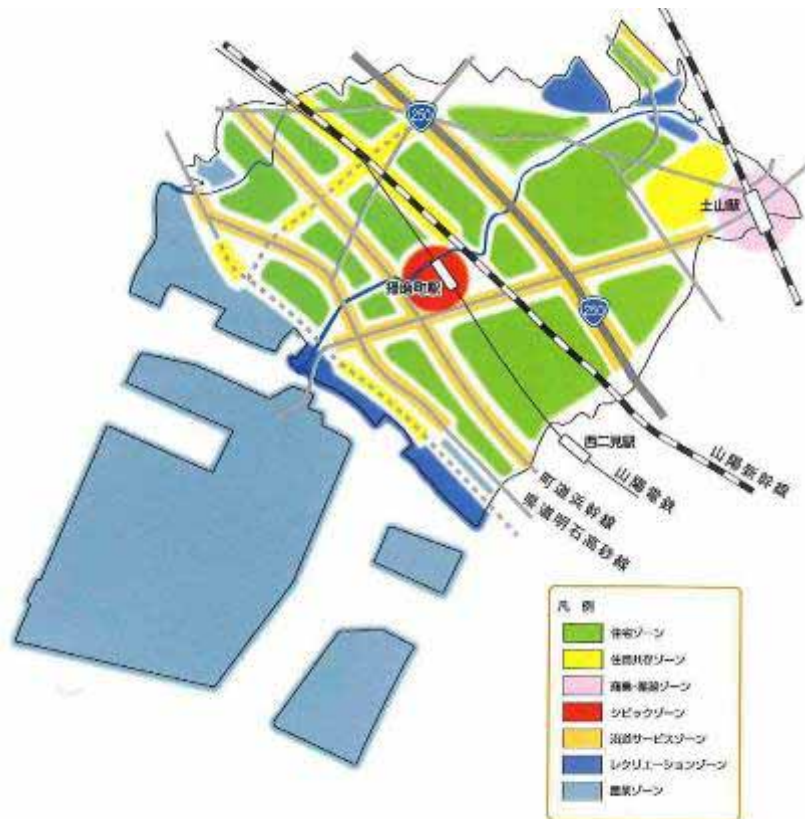 250
土山駅
播磨町駅
250
西二見駅
山陽新幹線
山陽電鉄
町道浜幹線
県道明石高砂線
凡 例
住宅ゾーン
住商共存ゾーン
商業・業務ゾーン
シビックゾーン
沿道サービスゾーン
レクリエーションゾーン
産業ゾーン